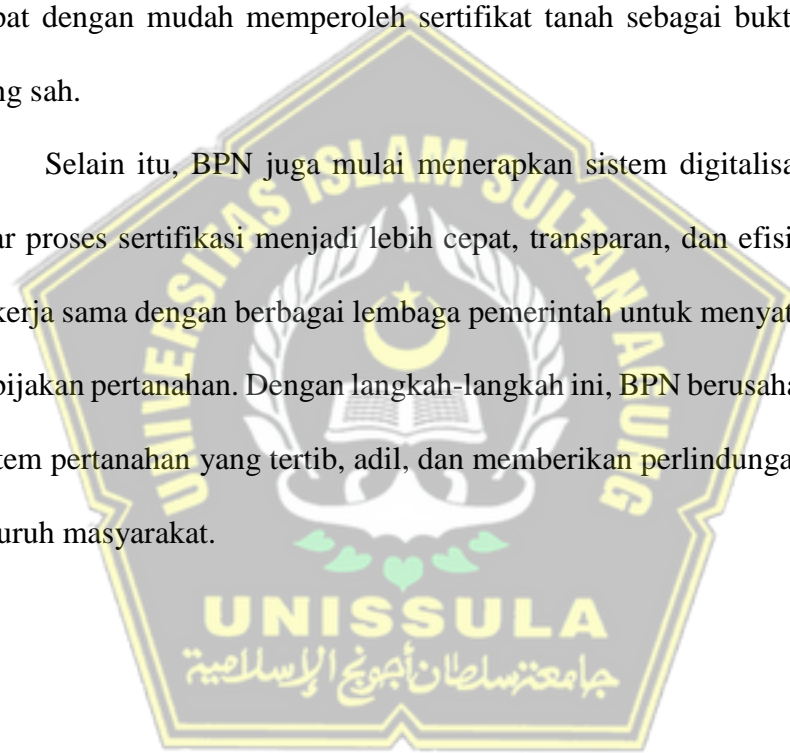 pat dengan mudah memperoleh sertifikat tanah sebagai bukt
ng sah.
Selain itu, BPN juga mulai menerapkan sistem digitalisa
ar proses sertifikasi menjadi lebih cepat, transparan, dan efisi
kerja sama dengan berbagai lembaga pemerintah untuk menyat
bijakan pertanahan. Dengan langkah-langkah ini, BPN berusaha
tem pertanahan yang tertib, adil, dan memberikan perlindunga
uruh masyarakat.
UNIVERSITAS ISLAM SULTAN AGUNG
UNISSULA
جامعة سلطان أجونج الإسلامية